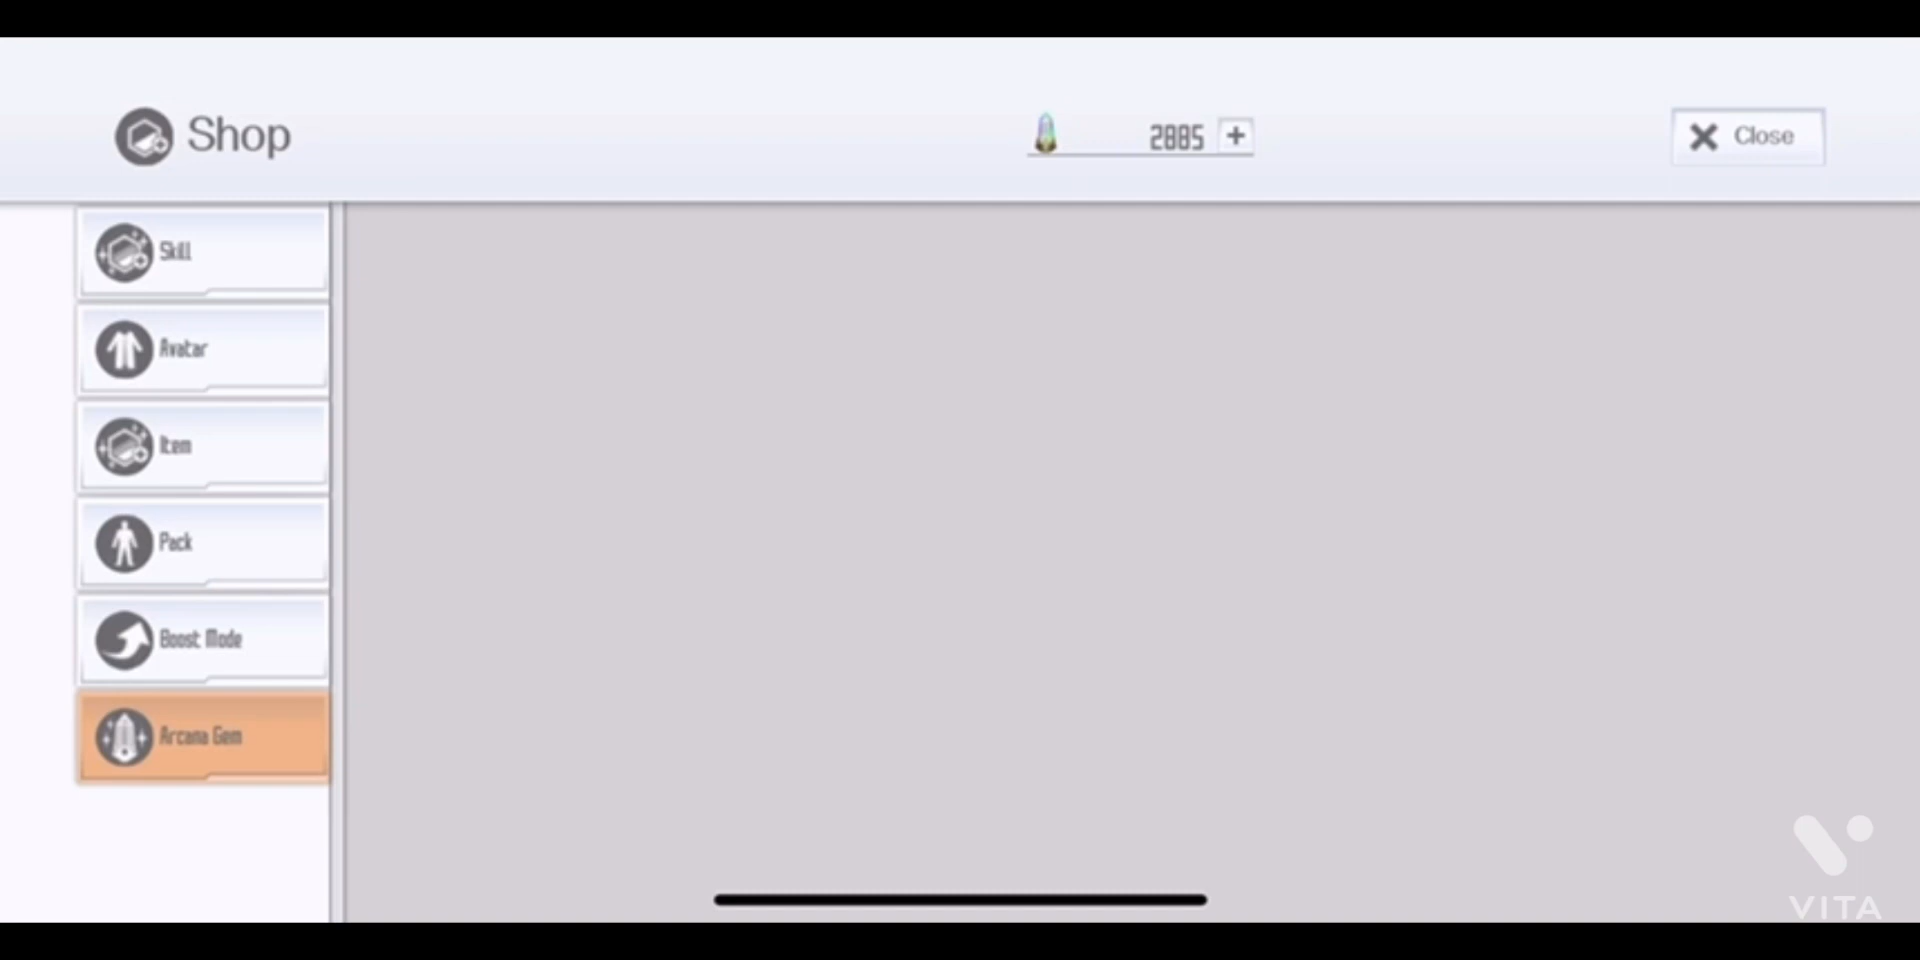 Shop
2885 +
Close
Skill
Avatar
Item
Pack
Boost Mode
Arcana Gem
VITA